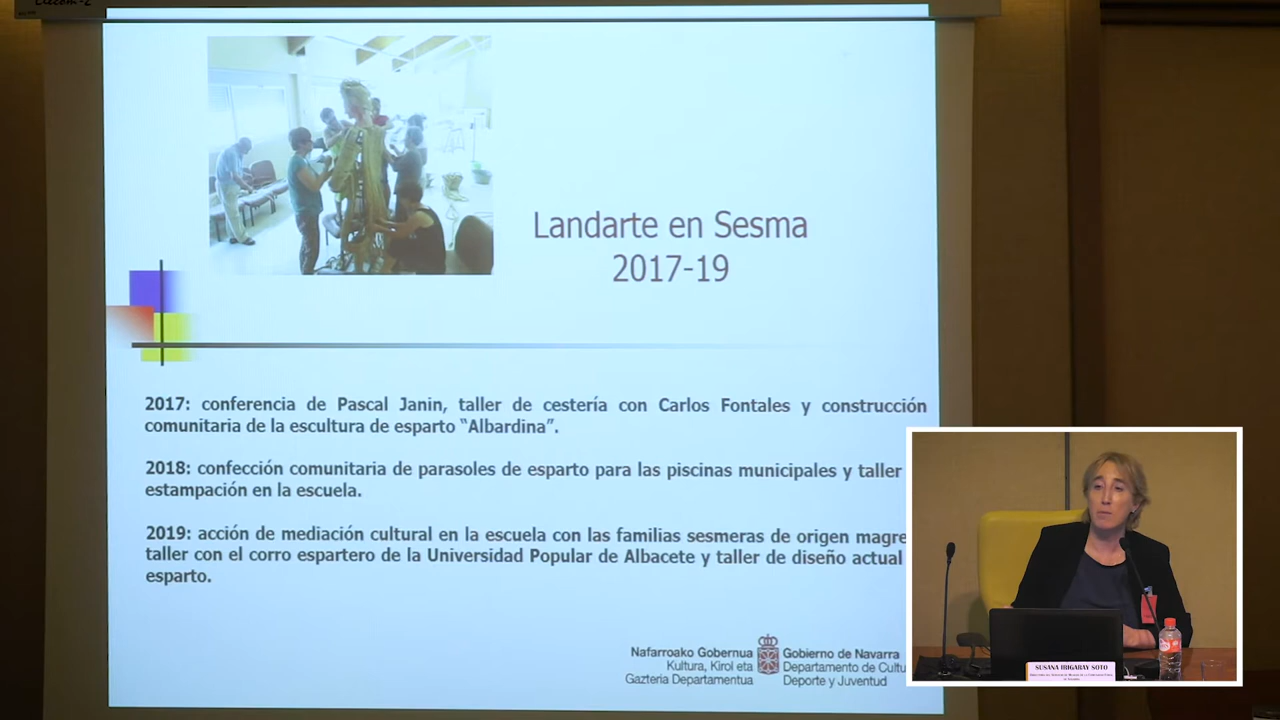 Landarte en Sesma
2017-19
2017: conferencia de Pascal Janin, taller de cestería con Carlos Fontales y construcción
comunitaria de la escultura de esparto “Albardina”.
2018: confección comunitaria de parasoles de esparto para las piscinas municipales y taller
estampación en la escuela.
2019: acción de mediación cultural en la escuela con las familias sesmeras de origen magre
taller con el corro espartero de la Universidad Popular de Albacete y taller de diseño actual
esparto.
Nafarroako Gobernua
Kultura, Kirol eta
Gazteria Departamentua
Gobierno de Navarra
Departamento de Cultu
Deporte y Juventud
SUSANA IRIGARAY SOTO